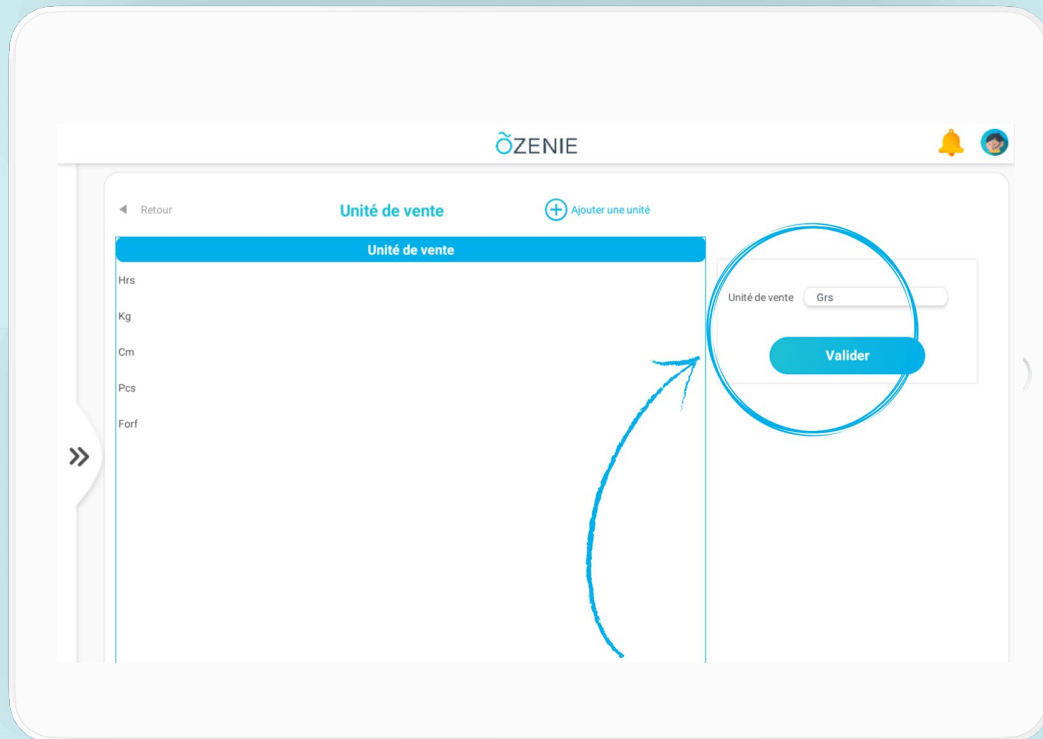 ÕZENIE
Retour
Unité de vente
Ajouter une unité
Unité de vente
Hrs
Kg
Cm
Pcs
Forf
Unité de vente Grs
Valider